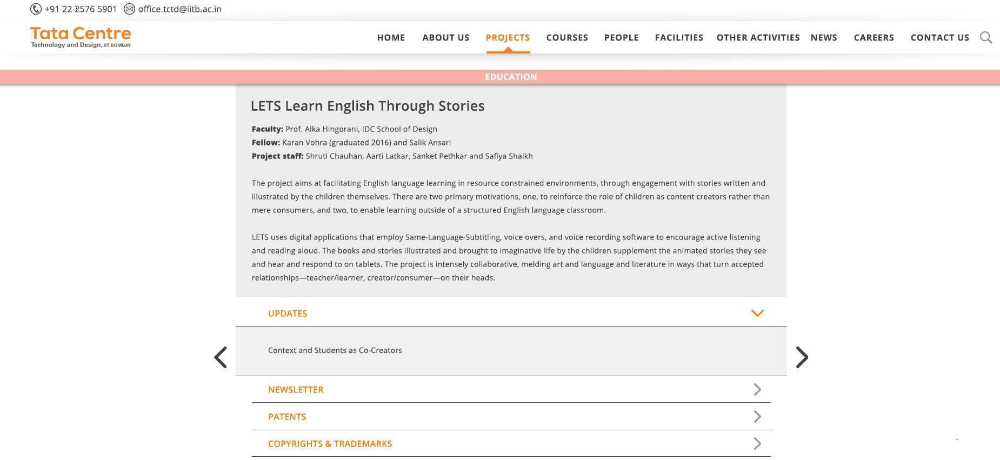 +91 22 2576 5901 office.tctd@iitb.ac.in
Tata Centre
Technology and Design, IIT BOMBAY
HOME ABOUT US PROJECTS COURSES PEOPLE FACILITIES OTHER ACTIVITIES NEWS CAREERS CONTACT US
EDUCATION
LETS Learn English Through Stories
Faculty: Prof. Alka Hingorani, IDC School of Design
Fellow: Karan Vohra (graduated 2016) and Salik Ansari
Project staff: Shruti Chauhan, Aarti Latkar, Sanket Pethkar and Safiya Shaikh
The project aims at facilitating English language learning in resource constrained environments, through engagement with stories written and
illustrated by the children themselves. There are two primary motivations, one, to reinforce the role of children as content creators rather than
mere consumers, and two, to enable learning outside of a structured English language classroom.
LETS uses digital applications that employ Same-Language-Subtitling, voice overs, and voice recording software to encourage active listening
and reading aloud. The books and stories illustrated and brought to imaginative life by the children supplement the animated stories they see
and hear and respond to on tablets. The project is intensely collaborative, melding art and language and literature in ways that turn accepted
relationships—teacher/learner, creator/consumer—on their heads.
UPDATES
Context and Students as Co-Creators
NEWSLETTER
PATENTS
COPYRIGHTS & TRADEMARKS